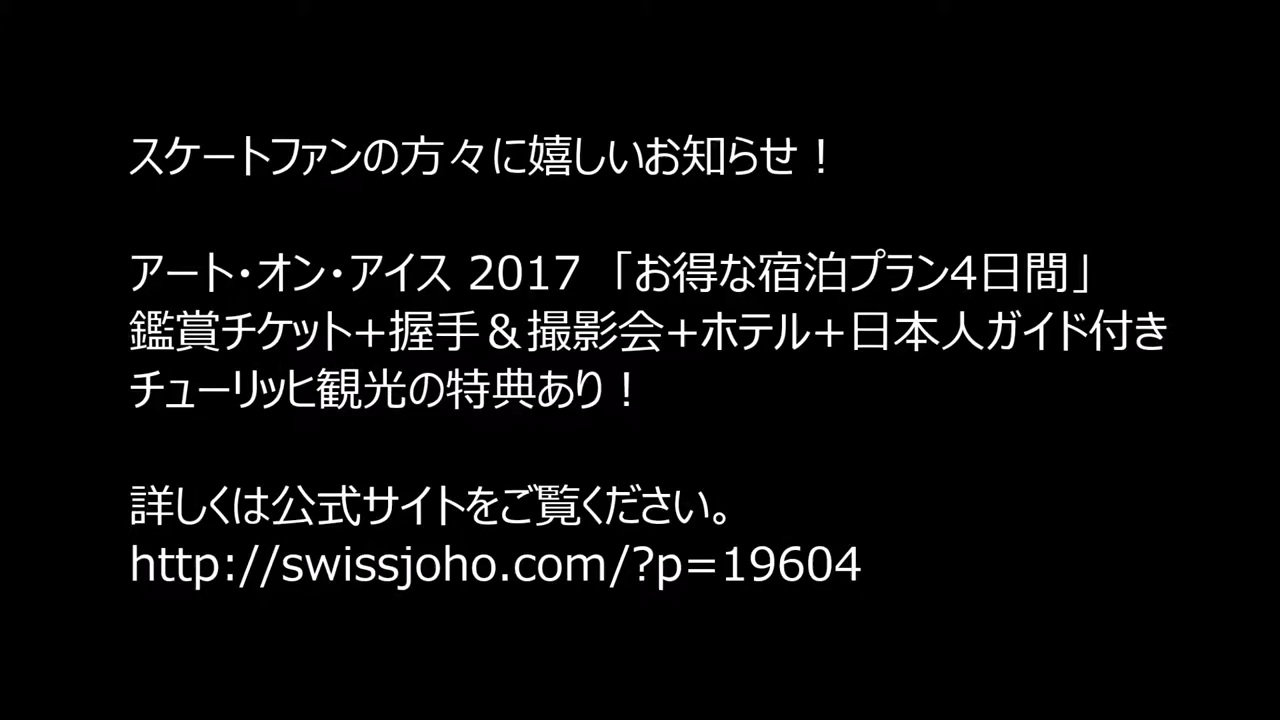 スケートファンの方々に嬉しいお知らせ！
アート・オン・アイス 2017 「お得な宿泊プラン4日間」
鑑賞チケット＋握手＆撮影会＋ホテル＋日本人ガイド付き
チューリッヒ観光の特典あり！
詳しくは公式サイトをご覧ください。
http://swissjoho.com/?p=19604